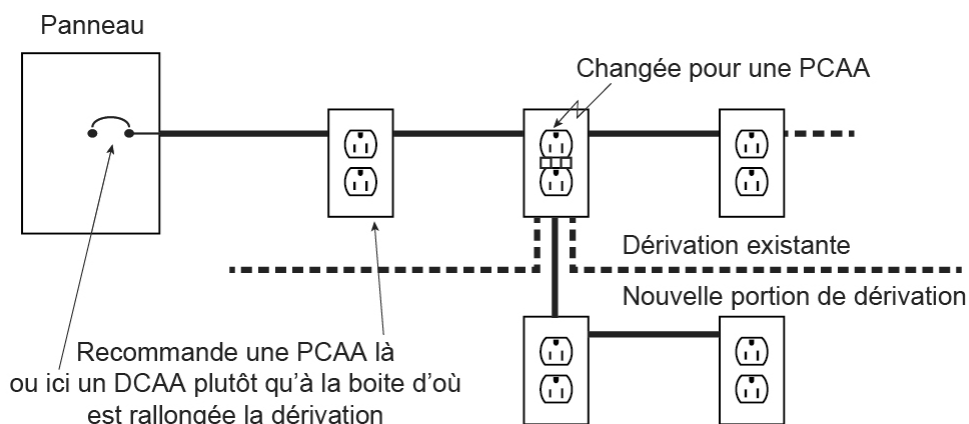 Panneau
Changée pour une PCAA
Dérivation existante
Nouvelle portion de dérivation
Recommande une PCAA là
ou ici un DCAA plutôt qu'à la boite d'où
est rallongée la dérivation